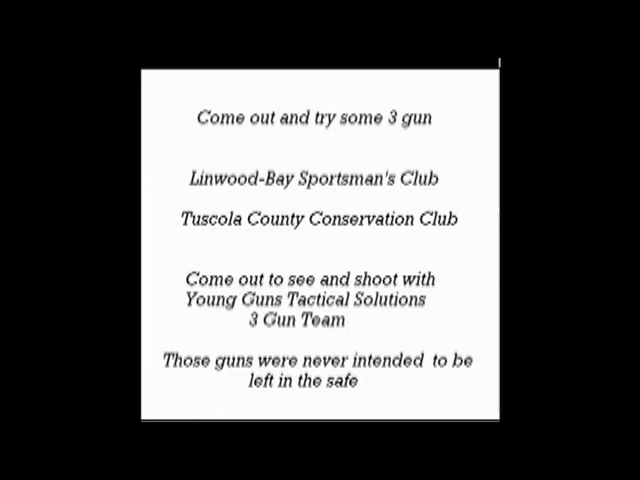 Come out and try some 3 gun
Linwood-Bay Sportsman's Club
Tuscola County Conservation Club
Come out to see and shoot with
Young Guns Tactical Solutions
3 Gun Team
Those guns were never intended to be
left in the safe